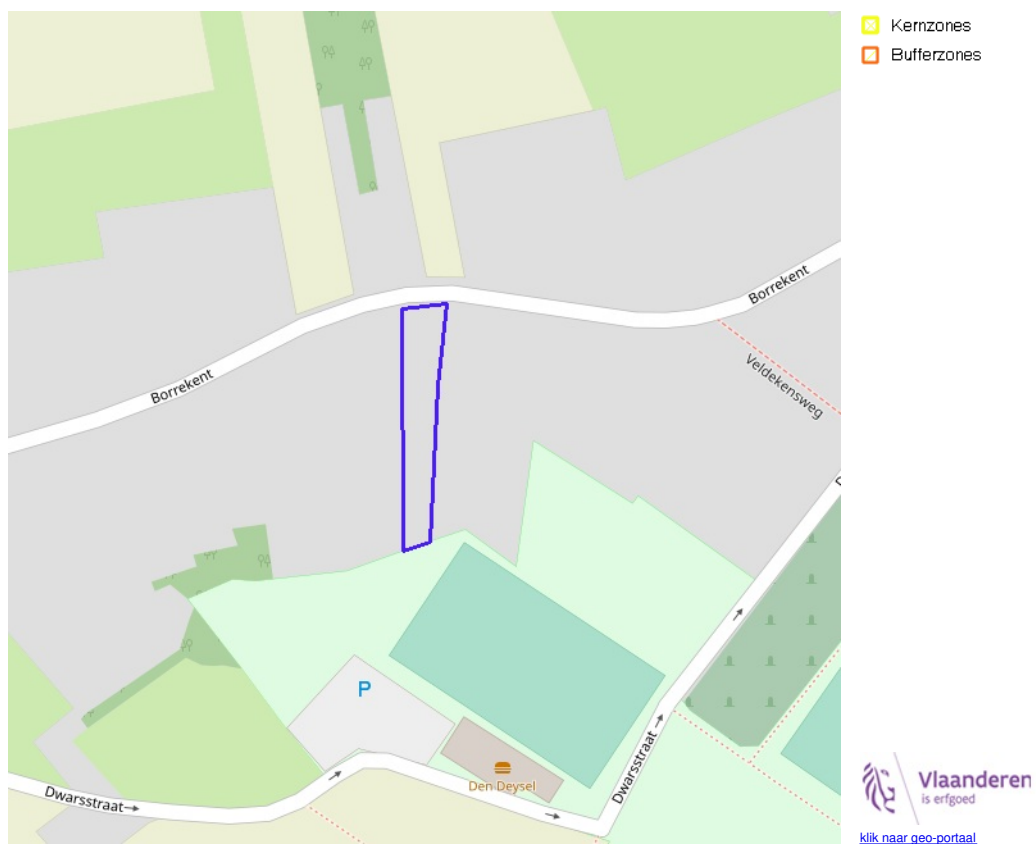 Kernzones
Bufferzones
Borrekent
Borrekent
Veldekensweg
P
Den Deysel
Dwarsstraat
Dwarsstraat
D
Vlaanderen
is erfgoed
klik naar geo-portaal